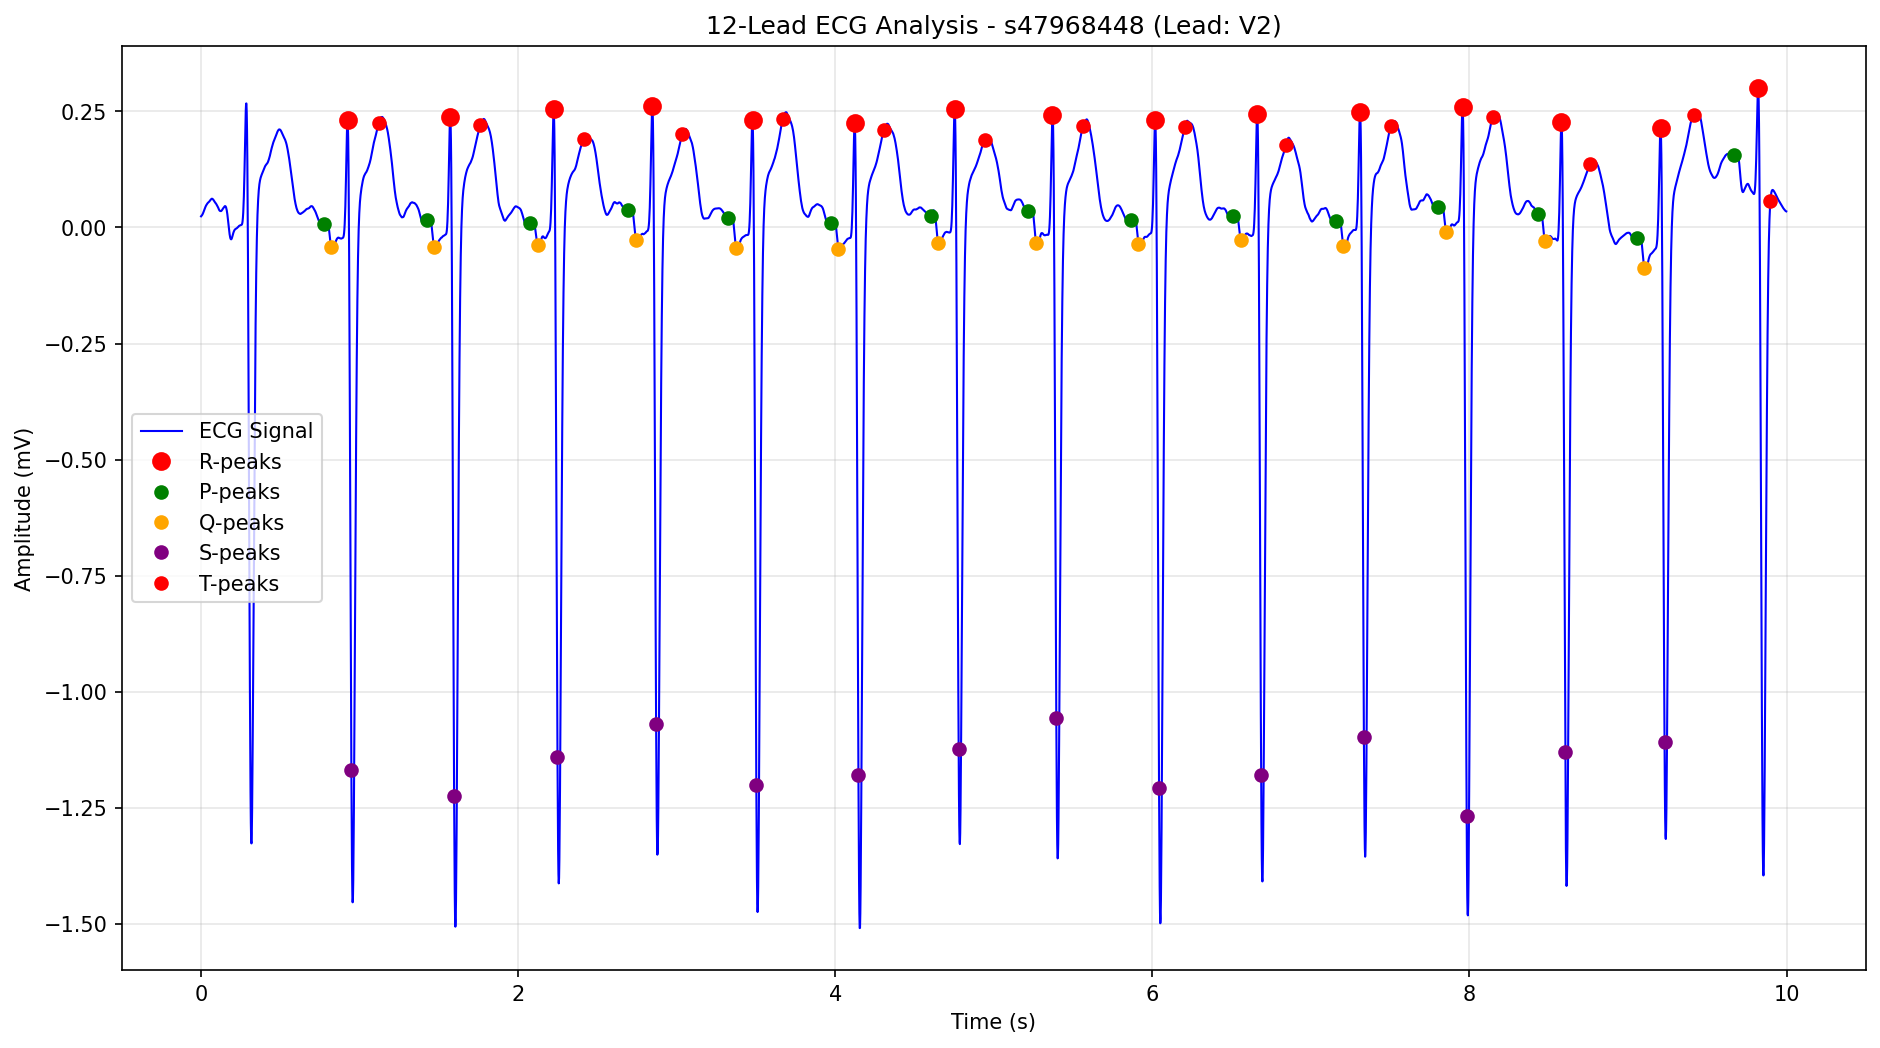 12-Lead ECG Analysis - s47968448 (Lead: V2)
Amplitude (mV)
0.25
0.00
−0.25
−0.50
−0.75
−1.00
−1.25
−1.50
ECG Signal
R-peaks
P-peaks
Q-peaks
S-peaks
T-peaks
0
2
4
6
8
10
Time (s)